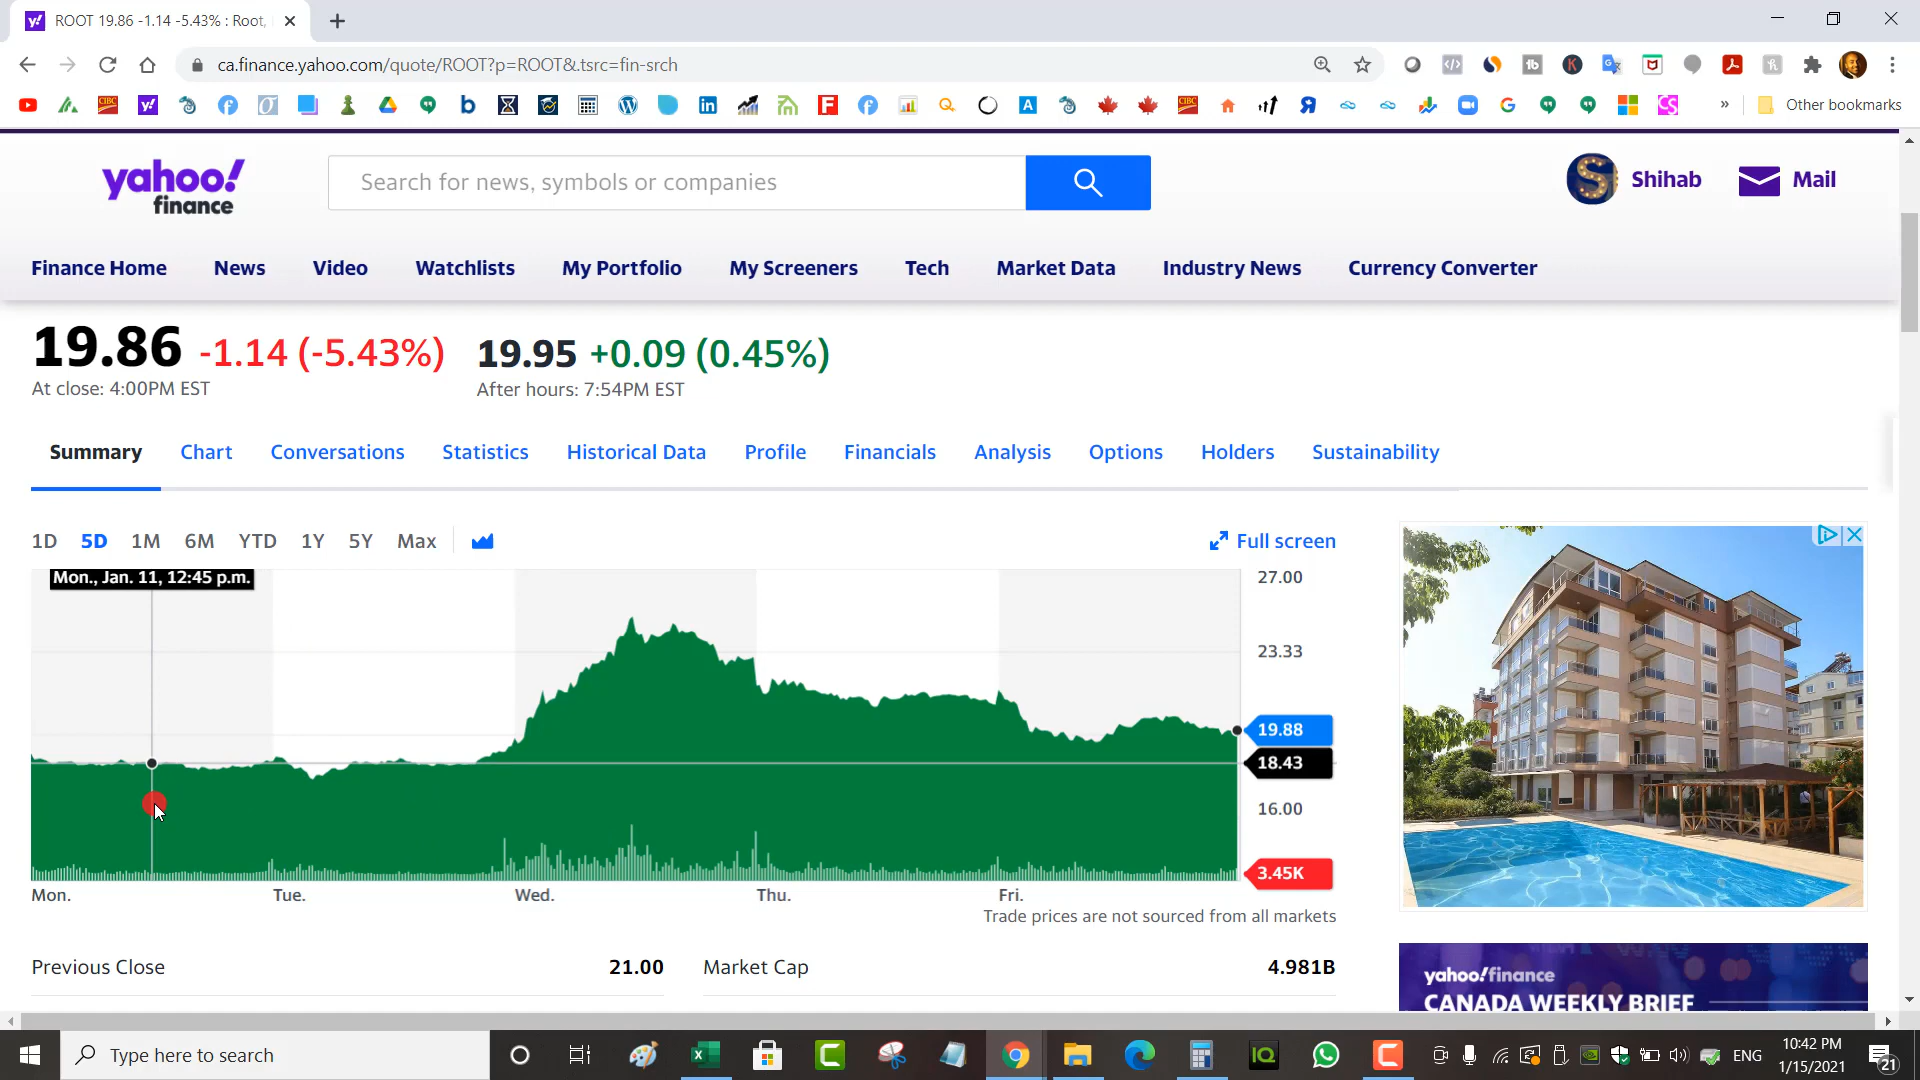 ROOT 19.86 -1.14 -5.43% : Root,
ca.finance.yahoo.com/quote/ROOT?p=ROOT&.tsrc=fin-srch
Other bookmarks
yahoo!
finance
Search for news, symbols or companies
Shihab
Mail
Finance Home News Video Watchlists My Portfolio My Screeners Tech Market Data Industry News Currency Converter
19.86 -1.14 (-5.43%) 19.95 +0.09 (0.45%)
At close: 4:00PM EST After hours: 7:54PM EST
Summary Chart Conversations Statistics Historical Data Profile Financials Analysis Options Holders Sustainability
1D 5D 1M 6M YTD 1Y 5Y Max Full screen
Mon., Jan. 11, 12:45 p.m.
27.00
23.33
19.88
18.43
16.00
3.45K
Mon. Tue. Wed. Thu. Fri.
Trade prices are not sourced from all markets
Previous Close 21.00 Market Cap 4.981B
yahoo!finance
CANADA WEEKLY BRIEF
Type here to search
ENG
10:42 PM
1/15/2021
21